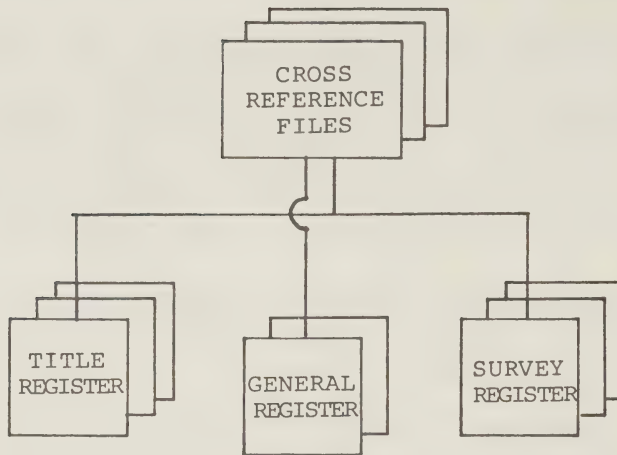 CROSS
REFERENCE
FILES
TITLE
REGISTER
GENERAL
REGISTER
SURVEY
REGISTER